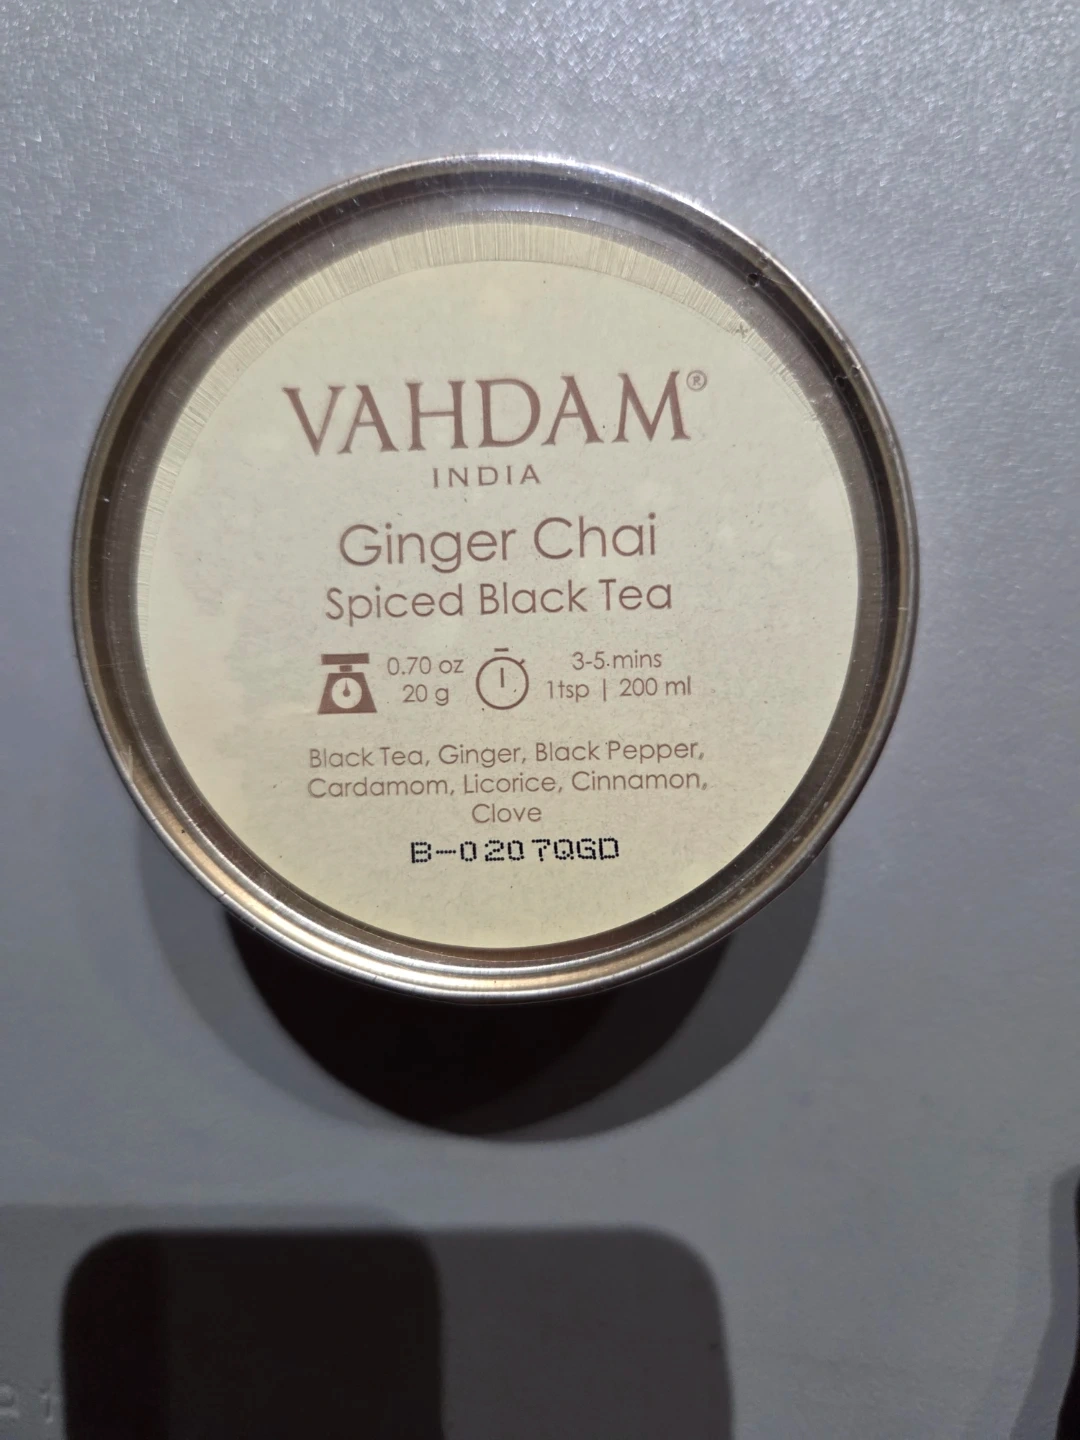 VAHDAM®
INDIA
Ginger Chai
Spiced Black Tea
0.70 oz
20 g
3-5 mins
1tsp | 200 ml
Black Tea, Ginger, Black Pepper,
Cardamom, Licorice, Cinnamon,
Clove
B-0207QGD